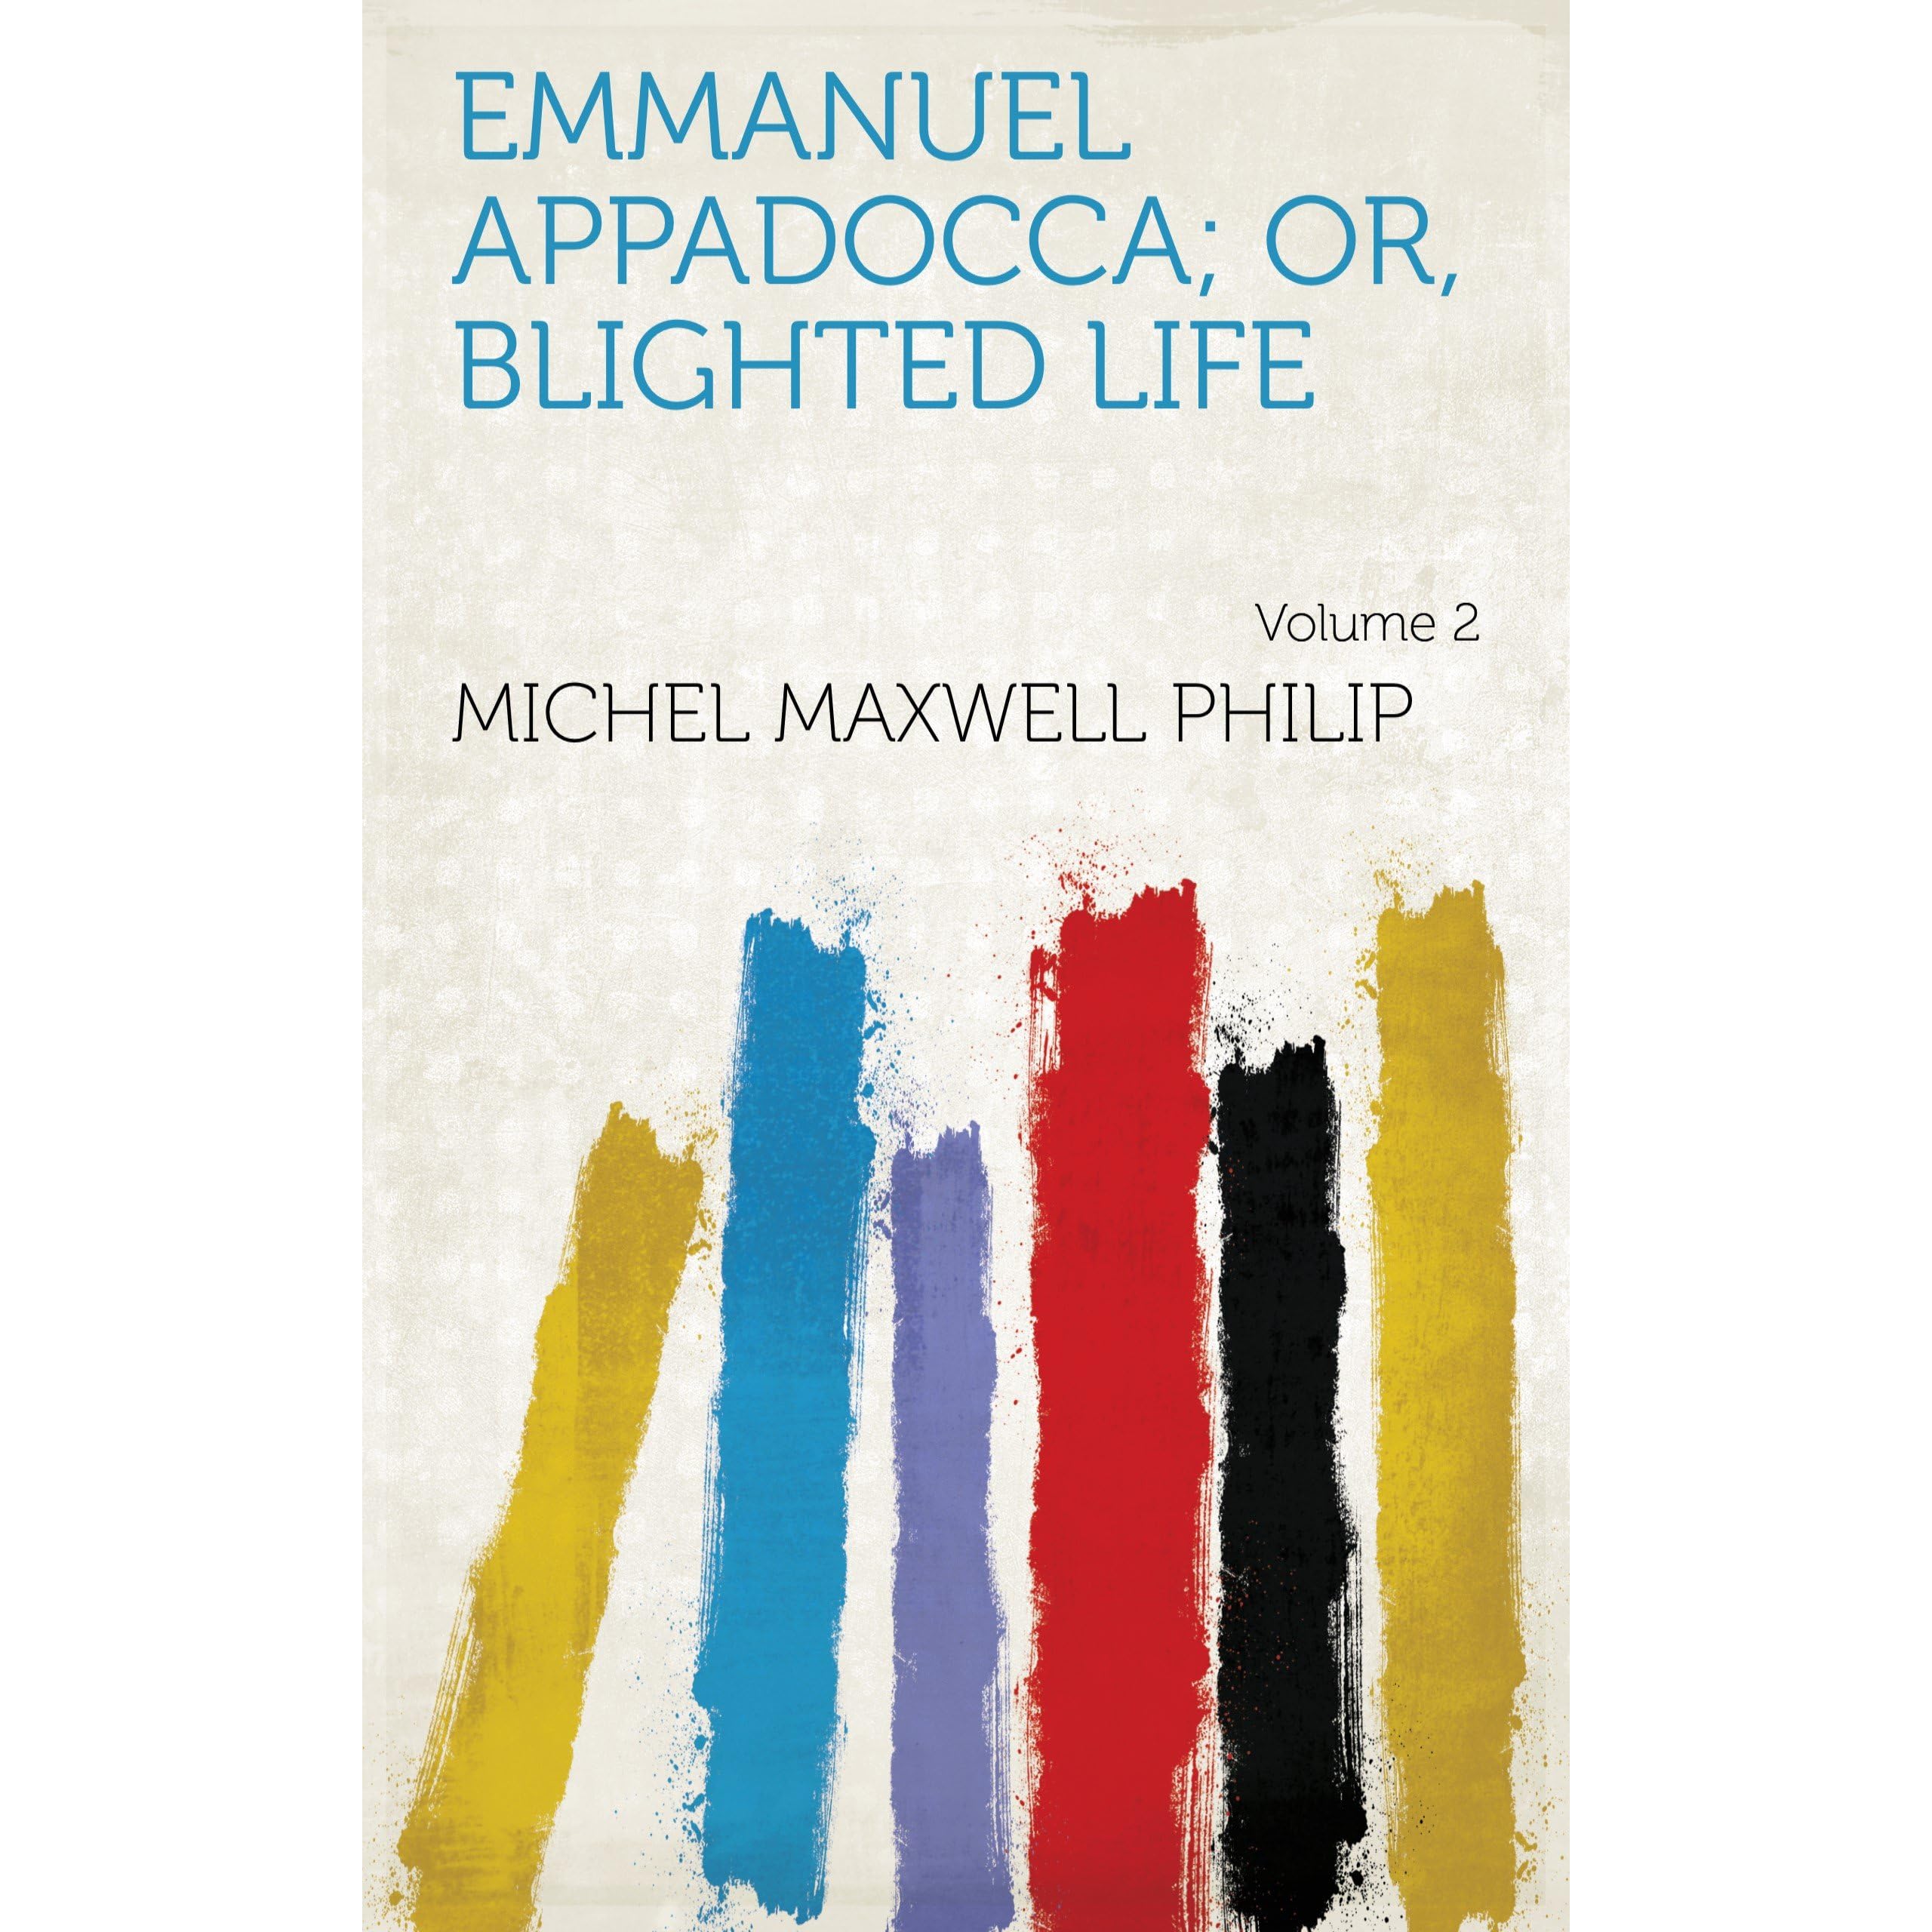 EMMANUEL
APPADOCCA; OR,
BLIGHTED LIFE
Volume 2
MICHEL MAXWELL PHILIP